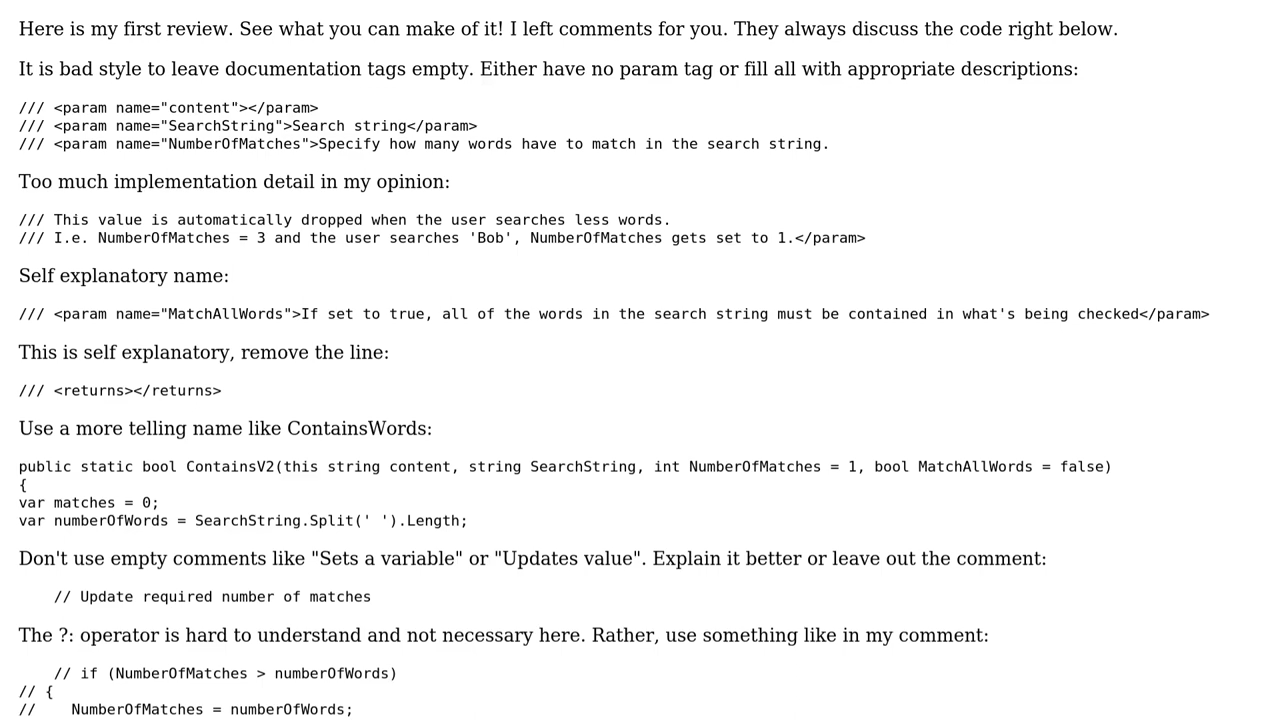 Here is my first review. See what you can make of it! I left comments for you. They always discuss the code right below.
It is bad style to leave documentation tags empty. Either have no param tag or fill all with appropriate descriptions:
/// <param name="content"></param>
/// <param name="SearchString">Search string</param>
/// <param name="NumberOfMatches">Specify how many words have to match in the search string.
Too much implementation detail in my opinion:
/// This value is automatically dropped when the user searches less words.
/// I.e. NumberOfMatches = 3 and the user searches 'Bob', NumberOfMatches gets set to 1.</param>
Self explanatory name:
/// <param name="MatchAllWords">If set to true, all of the words in the search string must be contained in what's being checked</param>
This is self explanatory, remove the line:
/// <returns></returns>
Use a more telling name like ContainsWords:
public static bool ContainsV2(this string content, string SearchString, int NumberOfMatches = 1, bool MatchAllWords = false)
{
var matches = 0;
var numberOfWords = SearchString.Split(' ').Length;
Don't use empty comments like "Sets a variable" or "Updates value". Explain it better or leave out the comment:
    // Update required number of matches
The ?: operator is hard to understand and not necessary here. Rather, use something like in my comment:
    // if (NumberOfMatches > numberOfWords)
// {
//    NumberOfMatches = numberOfWords;